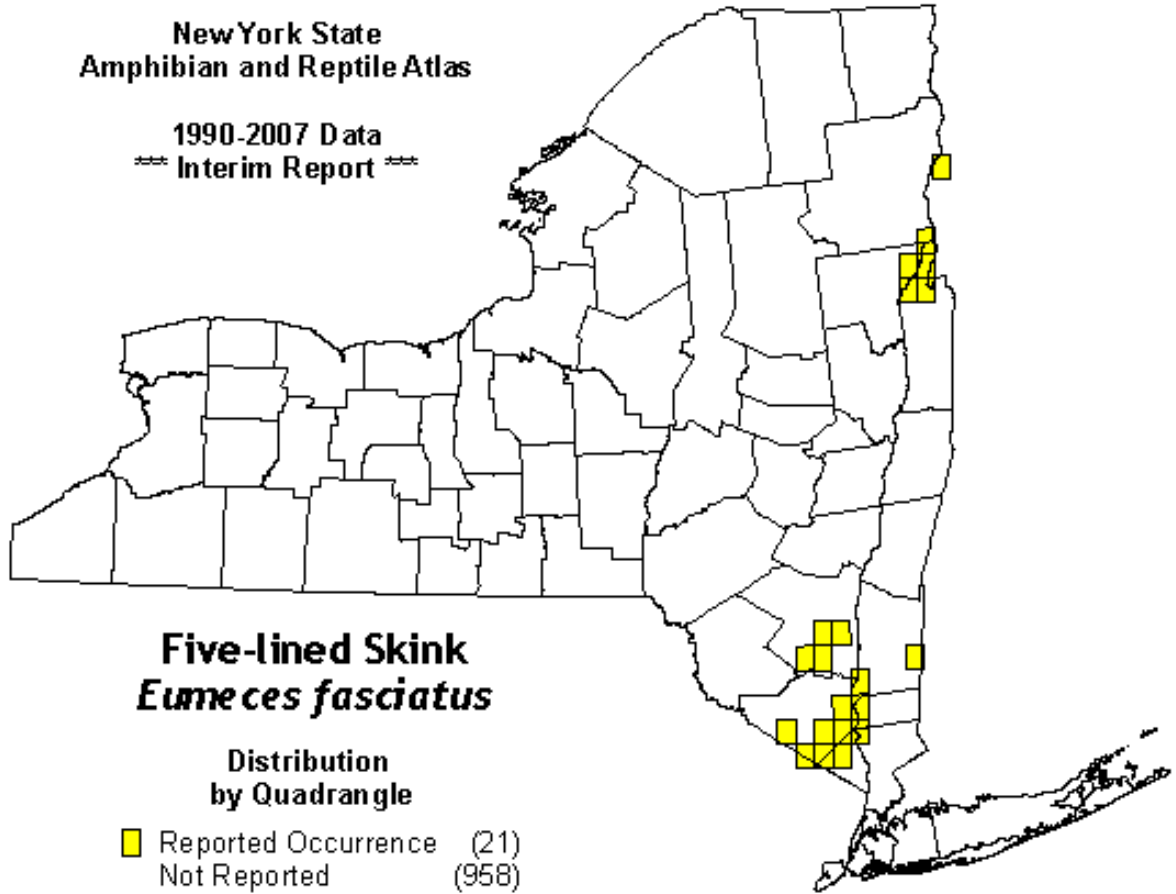 New York State
Amphibian and Reptile Atlas
1990-2007 Data
*** Interim Report ***
Five-lined Skink
Eumeces fasciatus
Distribution
by Quadrangle
Reported Occurrence (21)
Not Reported (958)